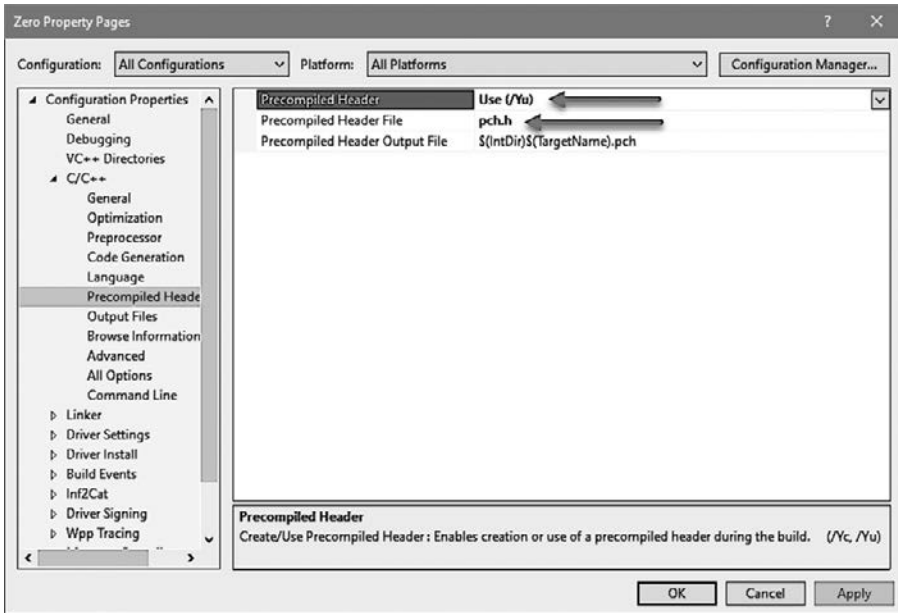 Zero Property Pages ? ×
Configuration: All Configurations Platform: All Platforms Configuration Manager...
Configuration Properties
General
Debugging
VC++ Directories
C/C++
General
Optimization
Preprocessor
Code Generation
Language
Precompiled Heade
Output Files
Browse Information
Advanced
All Options
Command Line
Linker
Driver Settings
Driver Install
Build Events
Inf2Cat
Driver Signing
Wpp Tracing
Precompiled Header Use (/Yu)
Precompiled Header File pch.h
Precompiled Header Output File $(IntDir)$(TargetName).pch
Precompiled Header
Create/Use Precompiled Header : Enables creation or use of a precompiled header during the build. (/Yc, /Yu)
OK Cancel Apply